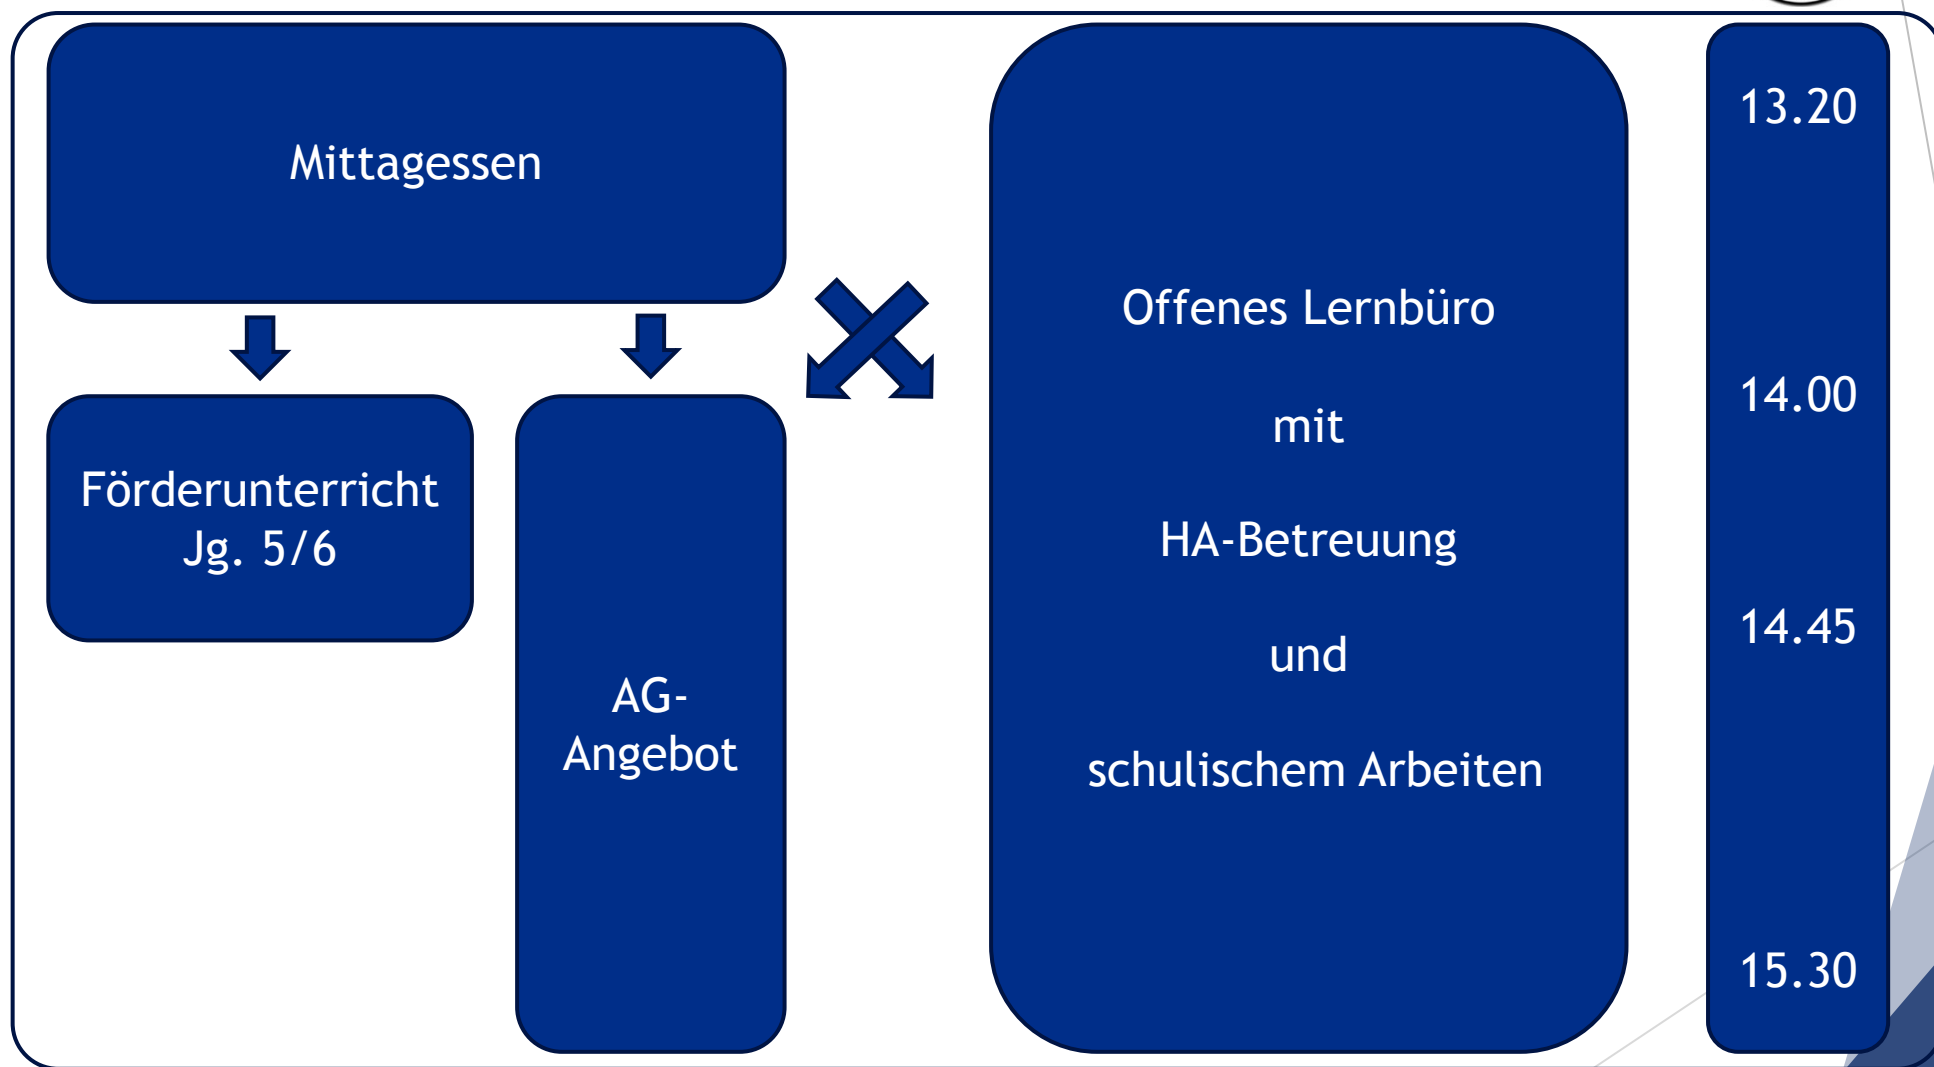 Mittagessen
Förderunterricht
Jg. 5/6
AG-
Angebot
Offenes Lernbüro
mit
HA-Betreuung
und
schulischem Arbeiten
13.20
14.00
14.45
15.30